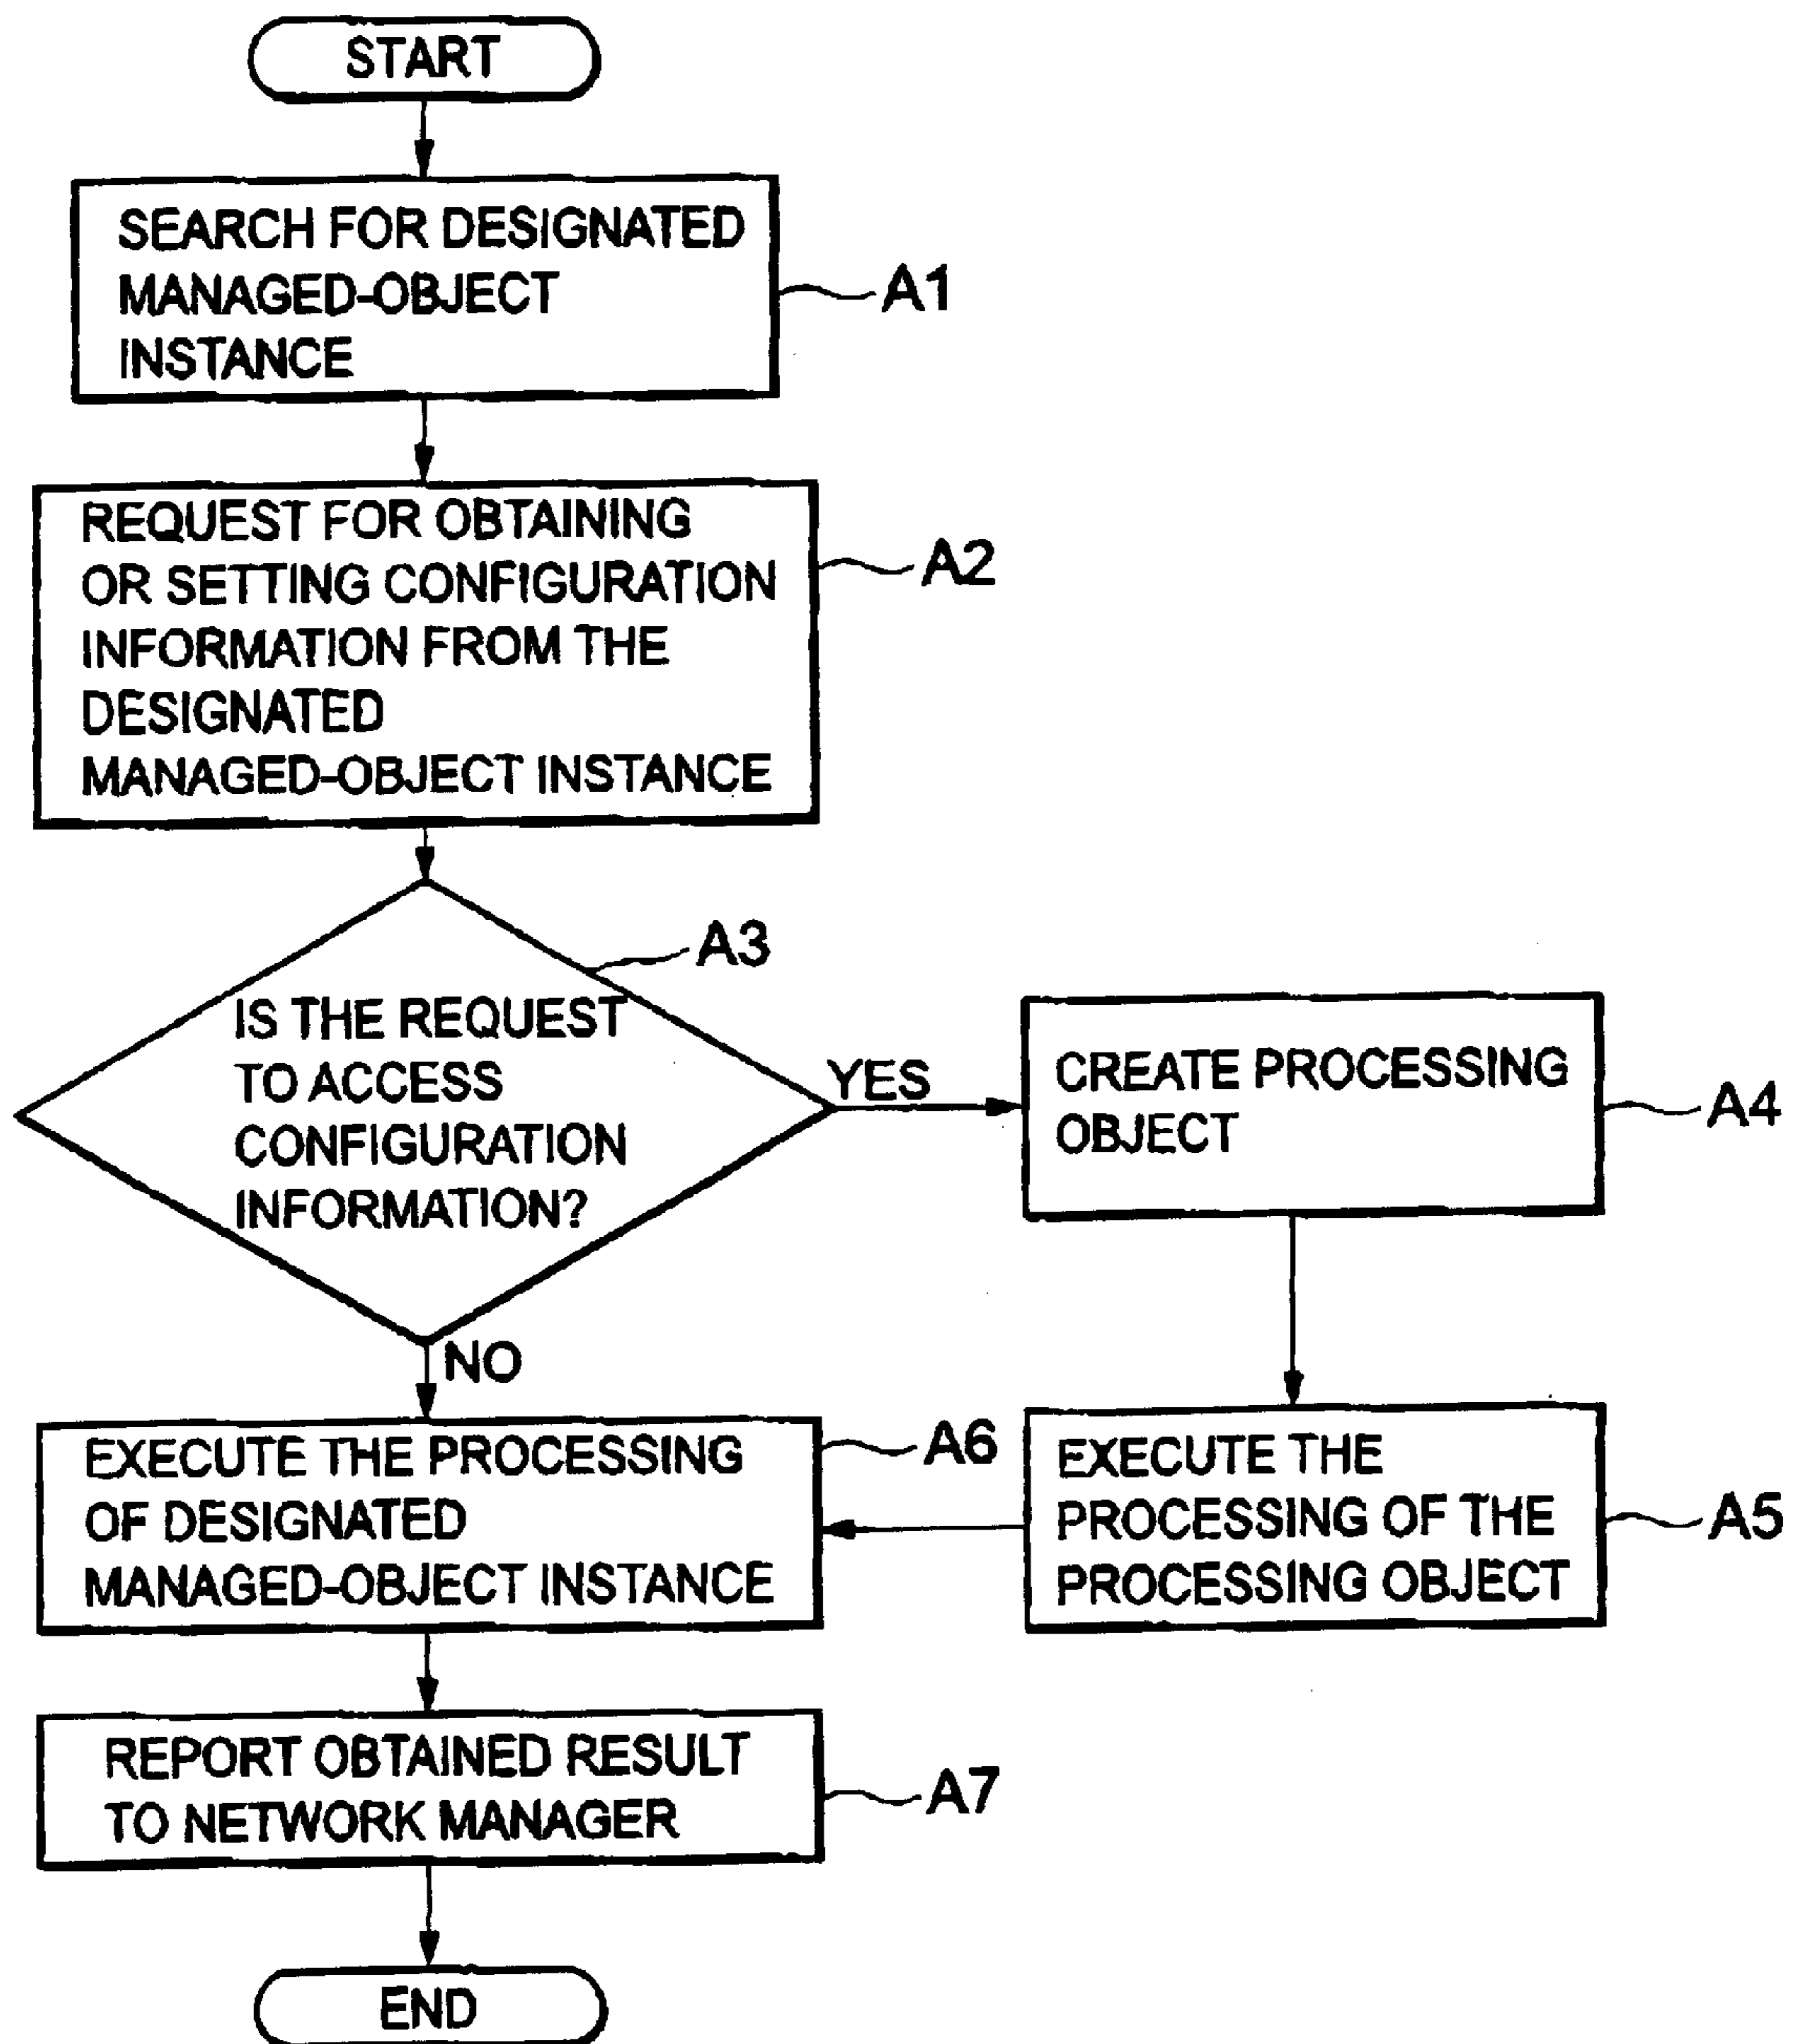 START
SEARCH FOR DESIGNATED
MANAGED-OBJECT
INSTANCE
A1
REQUEST FOR OBTAINING
OR SETTING CONFIGURATION
INFORMATION FROM THE
DESIGNATED
MANAGED-OBJECT INSTANCE
A2
A3
IS THE REQUEST
TO ACCESS
CONFIGURATION
INFORMATION?
YES
CREATE PROCESSING
OBJECT
A4
NO
EXECUTE THE PROCESSING
OF DESIGNATED
MANAGED-OBJECT INSTANCE
A6
EXECUTE THE
PROCESSING OF THE
PROCESSING OBJECT
A5
REPORT OBTAINED RESULT
TO NETWORK MANAGER
A7
END